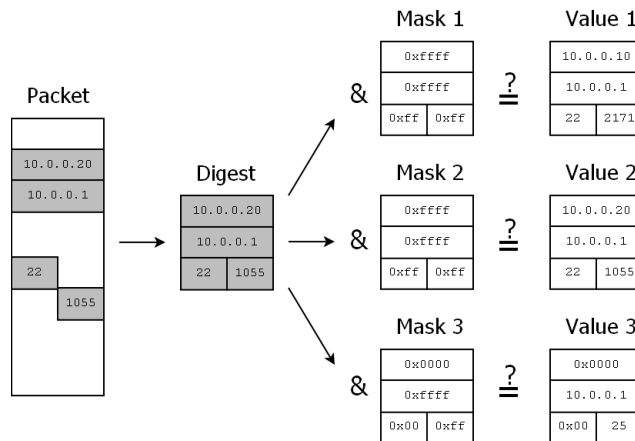 Packet
10.0.0.20
10.0.0.1
22
1055
Digest
10.0.0.20
10.0.0.1
22 1055
Mask 1
&
0xffff
0xffff
0xff 0xff
?
=
Value 1
10.0.0.10
10.0.0.1
22 2171
Mask 2
&
0xffff
0xffff
0xff 0xff
?
=
Value 2
10.0.0.20
10.0.0.1
22 1055
Mask 3
&
0x0000
0xffff
0x00 0xff
?
=
Value 3
0x0000
10.0.0.1
0x00 25